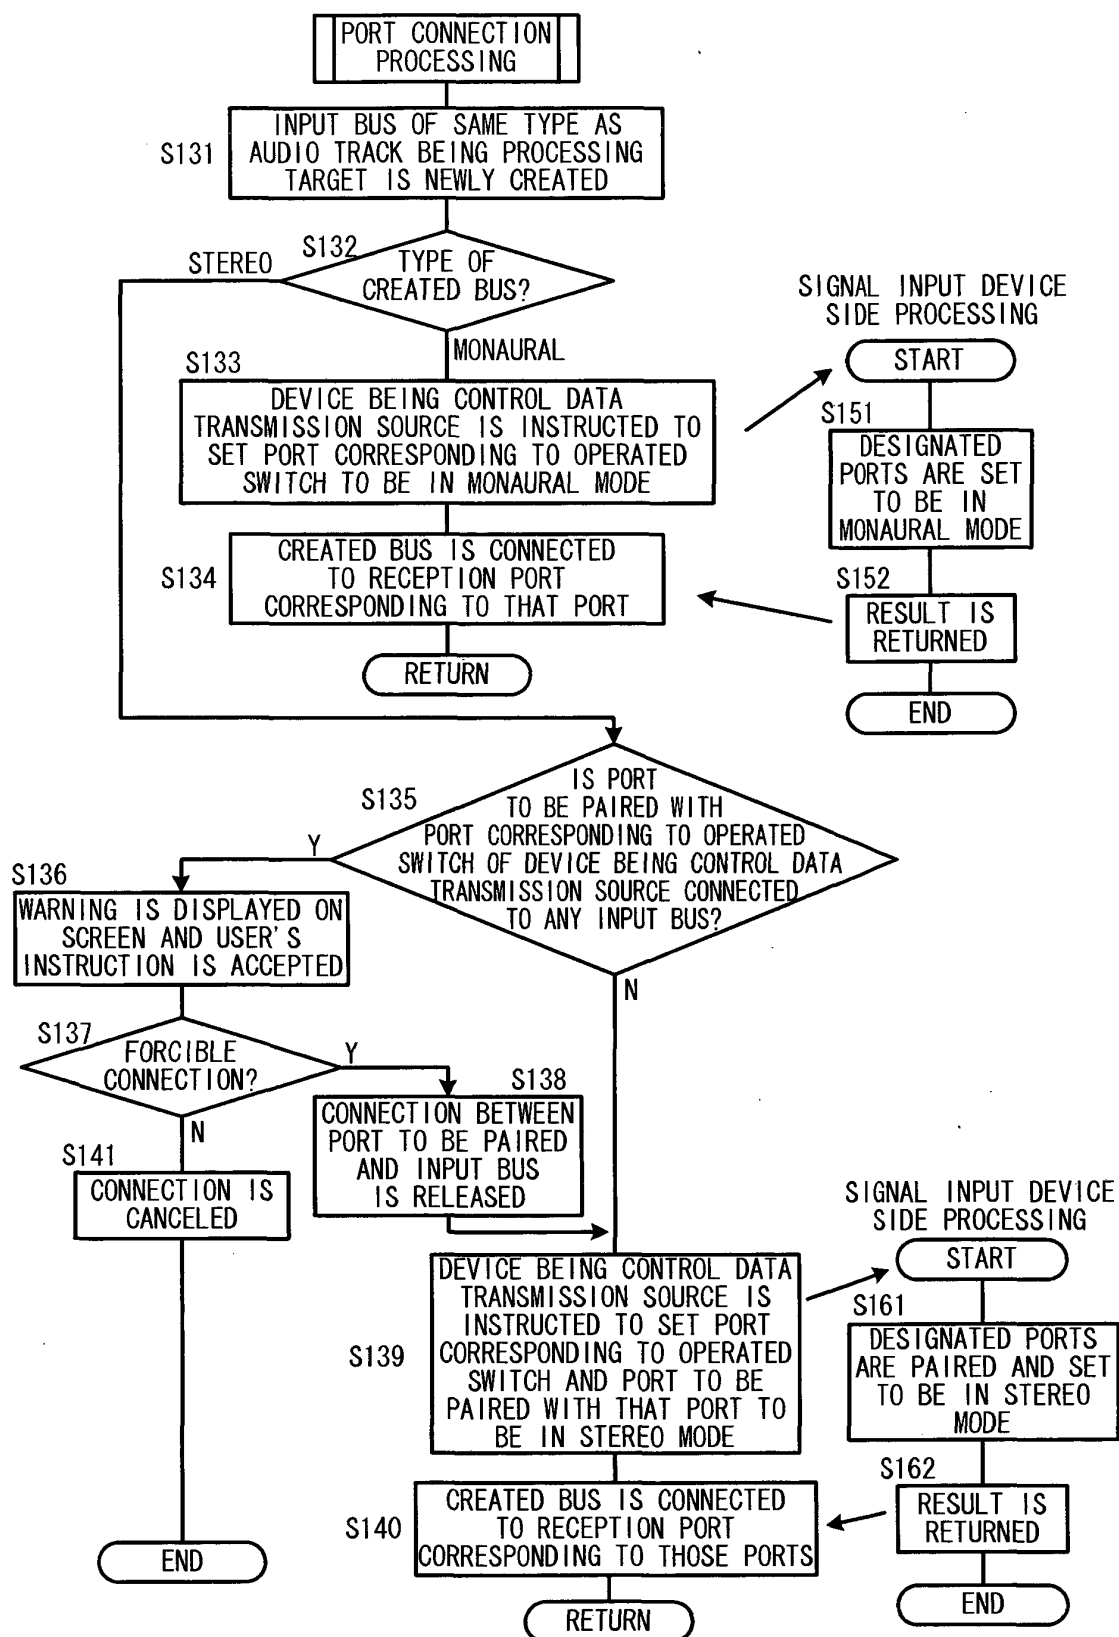 PORT CONNECTION
PROCESSING
S131
INPUT BUS OF SAME TYPE AS
AUDIO TRACK BEING PROCESSING
TARGET IS NEWLY CREATED
S132
STEREO
TYPE OF
CREATED BUS?
MONAURAL
SIGNAL INPUT DEVICE
SIDE PROCESSING
START
S133
DEVICE BEING CONTROL DATA
TRANSMISSION SOURCE IS INSTRUCTED TO
SET PORT CORRESPONDING TO OPERATED
SWITCH TO BE IN MONAURAL MODE
S151
DESIGNATED
PORTS ARE SET
TO BE IN
MONAURAL MODE
S134
CREATED BUS IS CONNECTED
TO RECEPTION PORT
CORRESPONDING TO THAT PORT
S152
RESULT IS
RETURNED
RETURN
END
S135
IS PORT
TO BE PAIRED WITH
PORT CORRESPONDING TO OPERATED
SWITCH OF DEVICE BEING CONTROL DATA
TRANSMISSION SOURCE CONNECTED
TO ANY INPUT BUS?
Y
N
S136
WARNING IS DISPLAYED ON
SCREEN AND USER'S
INSTRUCTION IS ACCEPTED
S137
FORCIBLE
CONNECTION?
Y
N
S138
CONNECTION BETWEEN
PORT TO BE PAIRED
AND INPUT BUS
IS RELEASED
S141
CONNECTION IS
CANCELED
SIGNAL INPUT DEVICE
SIDE PROCESSING
START
S139
DEVICE BEING CONTROL DATA
TRANSMISSION SOURCE IS
INSTRUCTED TO SET PORT
CORRESPONDING TO OPERATED
SWITCH AND PORT TO BE
PAIRED WITH THAT PORT TO
BE IN STEREO MODE
S161
DESIGNATED PORTS
ARE PAIRED AND SET
TO BE IN STEREO
MODE
S162
RESULT IS
RETURNED
S140
CREATED BUS IS CONNECTED
TO RECEPTION PORT
CORRESPONDING TO THOSE PORTS
END
END
RETURN